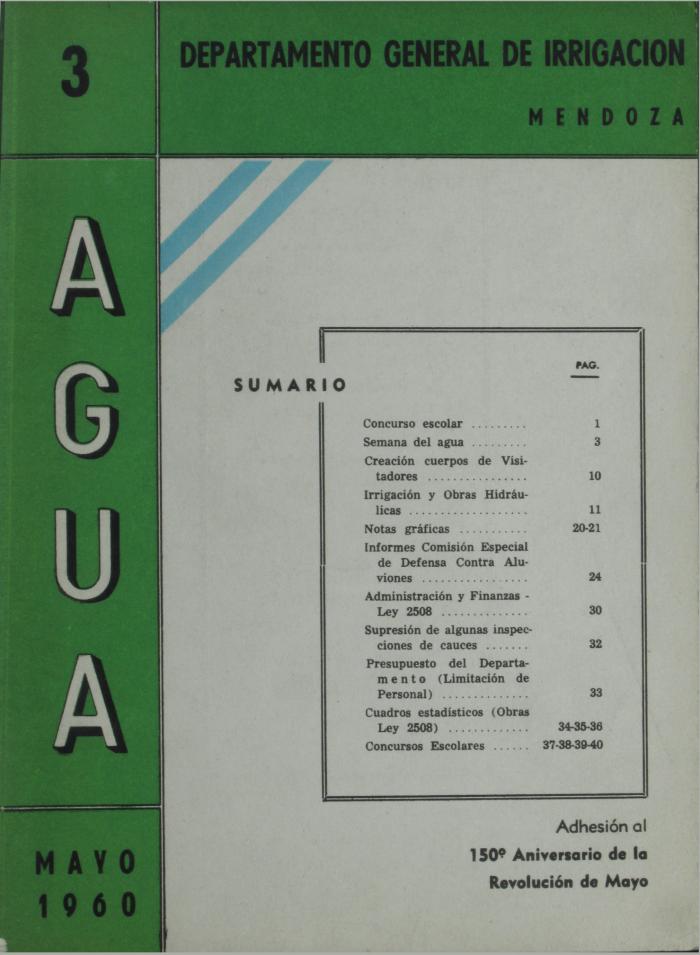 3
DEPARTAMENTO GENERAL DE IRRIGACION
MENDOZA
AGUA
MAYO
1960
SUMARIO
PAG.
Concurso escolar ......... 1
Semana del agua ......... 3
Creación cuerpos de Visi-
tadores ................ 10
Irrigación y Obras Hidráu-
licas ................... 11
Notas gráficas ........... 20-21
Informes Comisión Especial
de Defensa Contra Alu-
viones ................. 24
Administración y Finanzas -
Ley 2508 .............. 30
Supresión de algunas inspec-
ciones de cauces ....... 32
Presupuesto del Departa-
mento (Limitación de
Personal) .............. 33
Cuadros estadísticos (Obras
Ley 2508) ............. 34-35-36
Concursos Escolares ...... 37-38-39-40
Adhesión al
150º Aniversario de la
Revolución de Mayo